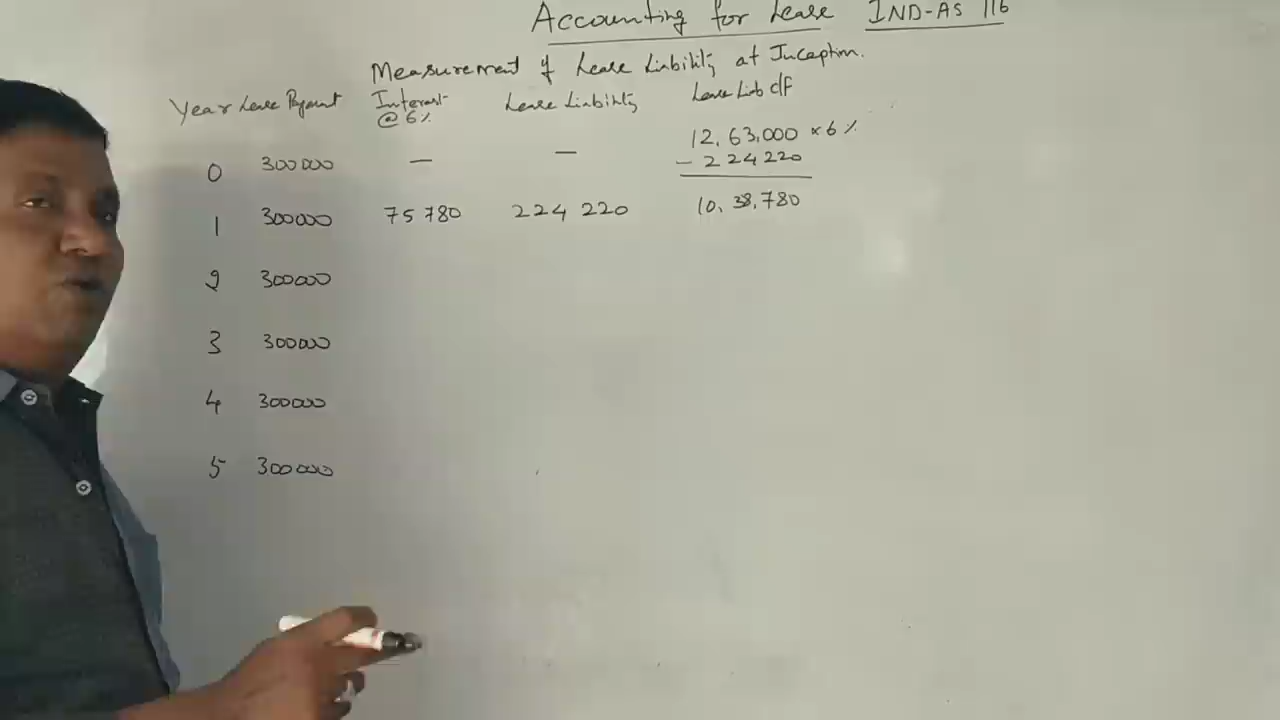 Accounting for Lease IND-AS 116
Measurement of Lease Liability at Inception.
Year Lease Payment Interest @ 6% Lease Liability Lease Liab c/f
0 300000 — — 12,63,000 × 6%
- 224220
1 300000 75780 224220 10,38,780
2 300000
3 300000
4 300000
5 300000